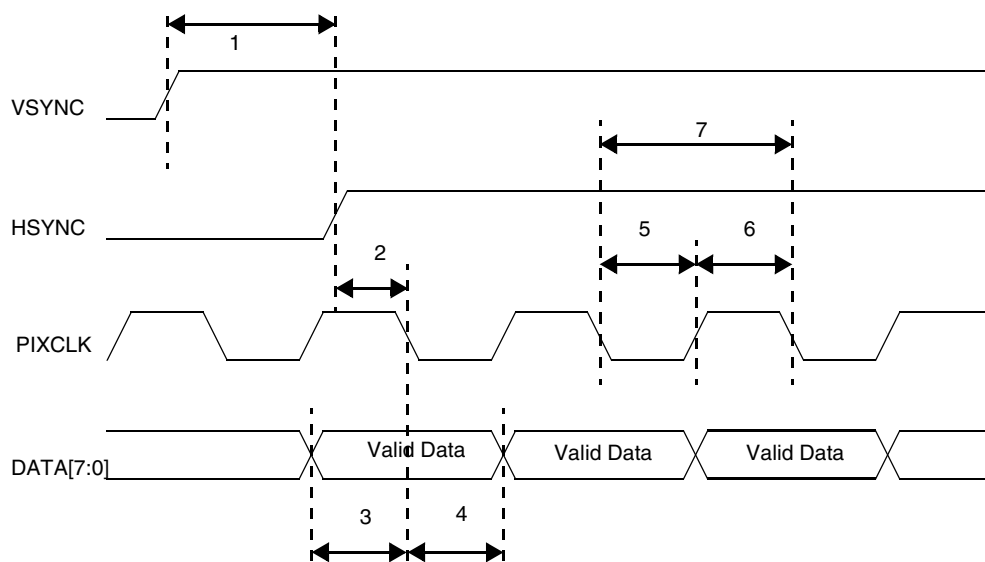 1
VSYNC
7
HSYNC
5
6
2
PIXCLK
Valid Data
Valid Data
Valid Data
DATA[7:0]
3
4